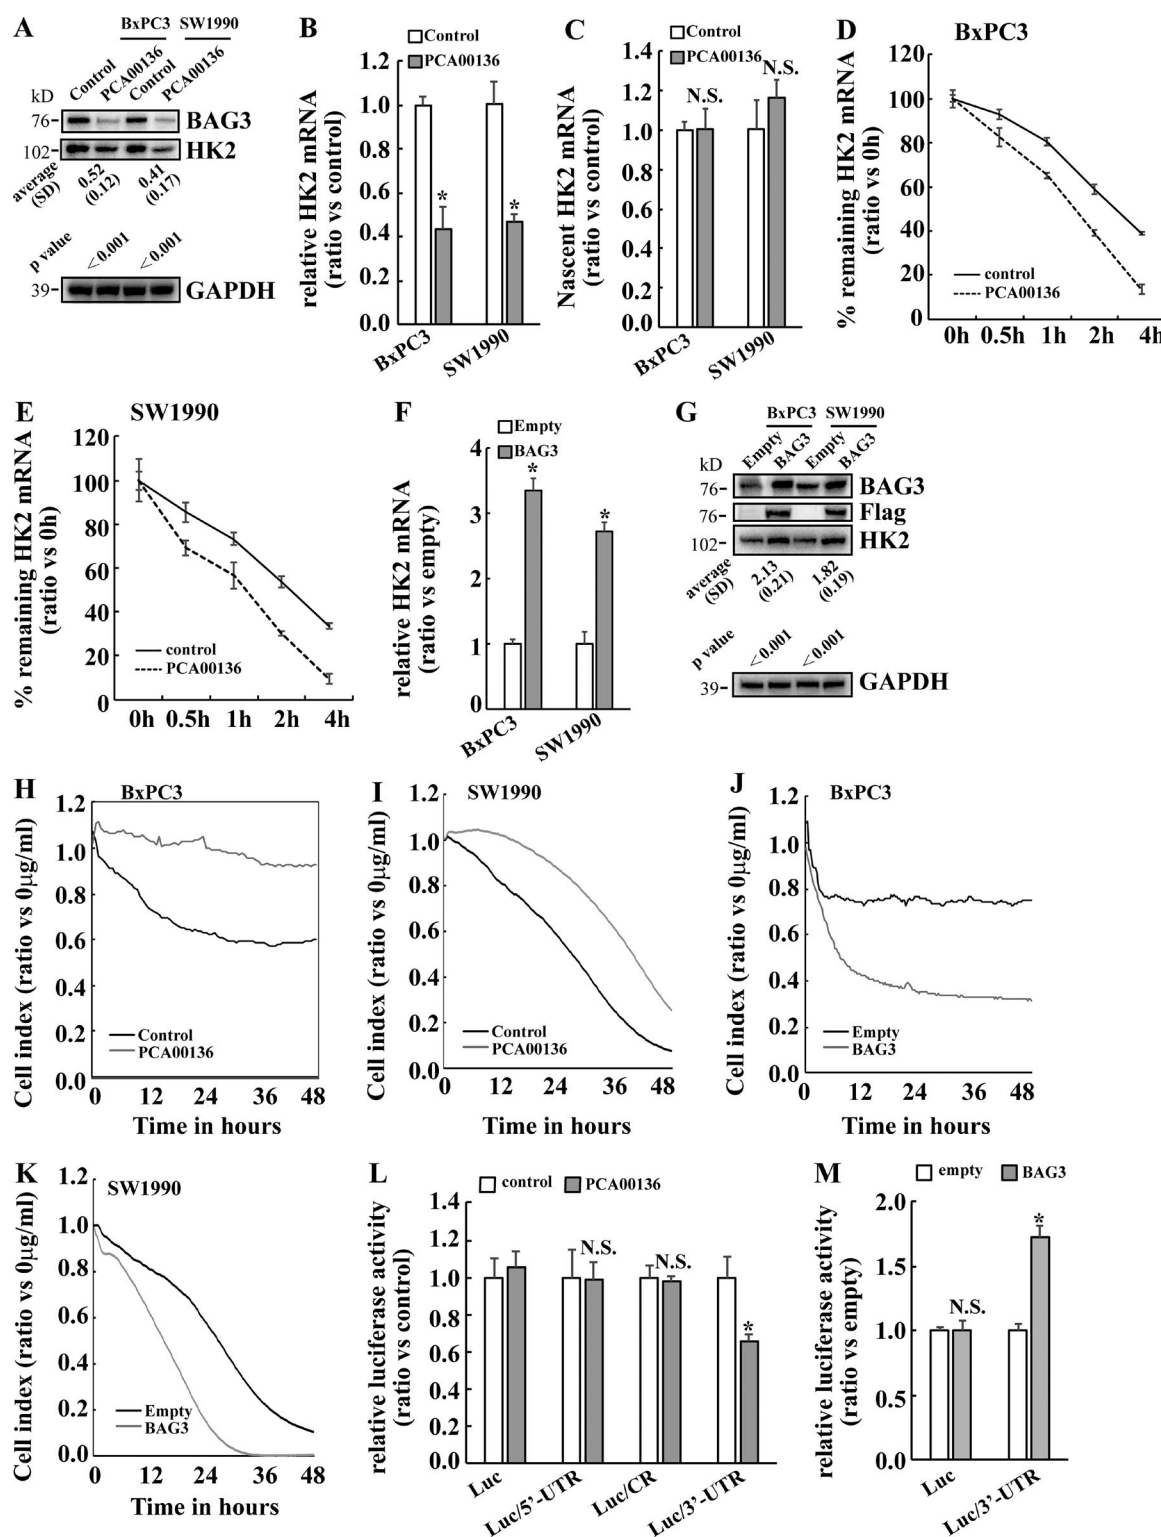 A
BxPC3 SW1990
Control
PCA00136
Control
PCA00136
kD
76
BAG3
102
HK2
average
(SD)
0.52
(0.12)
0.41
(0.17)
p value
<0.001
<0.001
39
GAPDH
B
Control
PCA00136
relative HK2 mRNA
(ratio vs control)
1.2
1.0
0.8
0.6
0.4
0.2
0.0
*
*
BxPC3
SW1990
C
Control
PCA00136
Nascent HK2 mRNA
(ratio vs control)
1.4
1.2
1.0
0.8
0.6
0.4
0.2
0.0
N.S.
N.S.
BxPC3
SW1990
D
BxPC3
% remaining HK2 mRNA
(ratio vs 0h)
120
100
80
60
40
20
0
control
PCA00136
0h 0.5h 1h 2h 4h
E
SW1990
% remaining HK2 mRNA
(ratio vs 0h)
120
100
80
60
40
20
0
control
PCA00136
0h 0.5h 1h 2h 4h
F
Empty
BAG3
relative HK2 mRNA
(ratio vs empty)
4
3
2
1
0
*
*
BxPC3
SW1990
G
BxPC3 SW1990
Empty
BAG3
Empty
BAG3
kD
76
BAG3
76
Flag
102
HK2
average
(SD)
2.13
(0.21)
1.82
(0.19)
p value
<0.001
<0.001
39
GAPDH
H
BxPC3
Cell index (ratio vs 0μg/ml)
1.2
1.0
0.8
0.6
0.4
0.2
0.0
Control
PCA00136
0 12 24 36 48
Time in hours
I
SW1990
Cell index (ratio vs 0μg/ml)
1.2
1.0
0.8
0.6
0.4
0.2
0.0
Control
PCA00136
0 12 24 36 48
Time in hours
J
BxPC3
Cell index (ratio vs 0μg/ml)
1.2
1.0
0.8
0.6
0.4
0.2
0.0
Empty
BAG3
0 12 24 36 48
Time in hours
K
SW1990
Cell index (ratio vs 0μg/ml)
1.2
1.0
0.8
0.6
0.4
0.2
0.0
Empty
BAG3
0 12 24 36 48
Time in hours
L
control PCA00136
relative luciferase activity
(ratio vs control)
1.4
1.2
1.0
0.8
0.6
0.4
0.2
0.0
N.S.
N.S.
*
Luc
Luc/5’-UTR
Luc/CR
Luc/3’-UTR
M
empty BAG3
relative luciferase activity
(ratio vs empty)
2.0
1.5
1.0
0.5
0.0
N.S.
*
Luc
Luc/3’-UTR